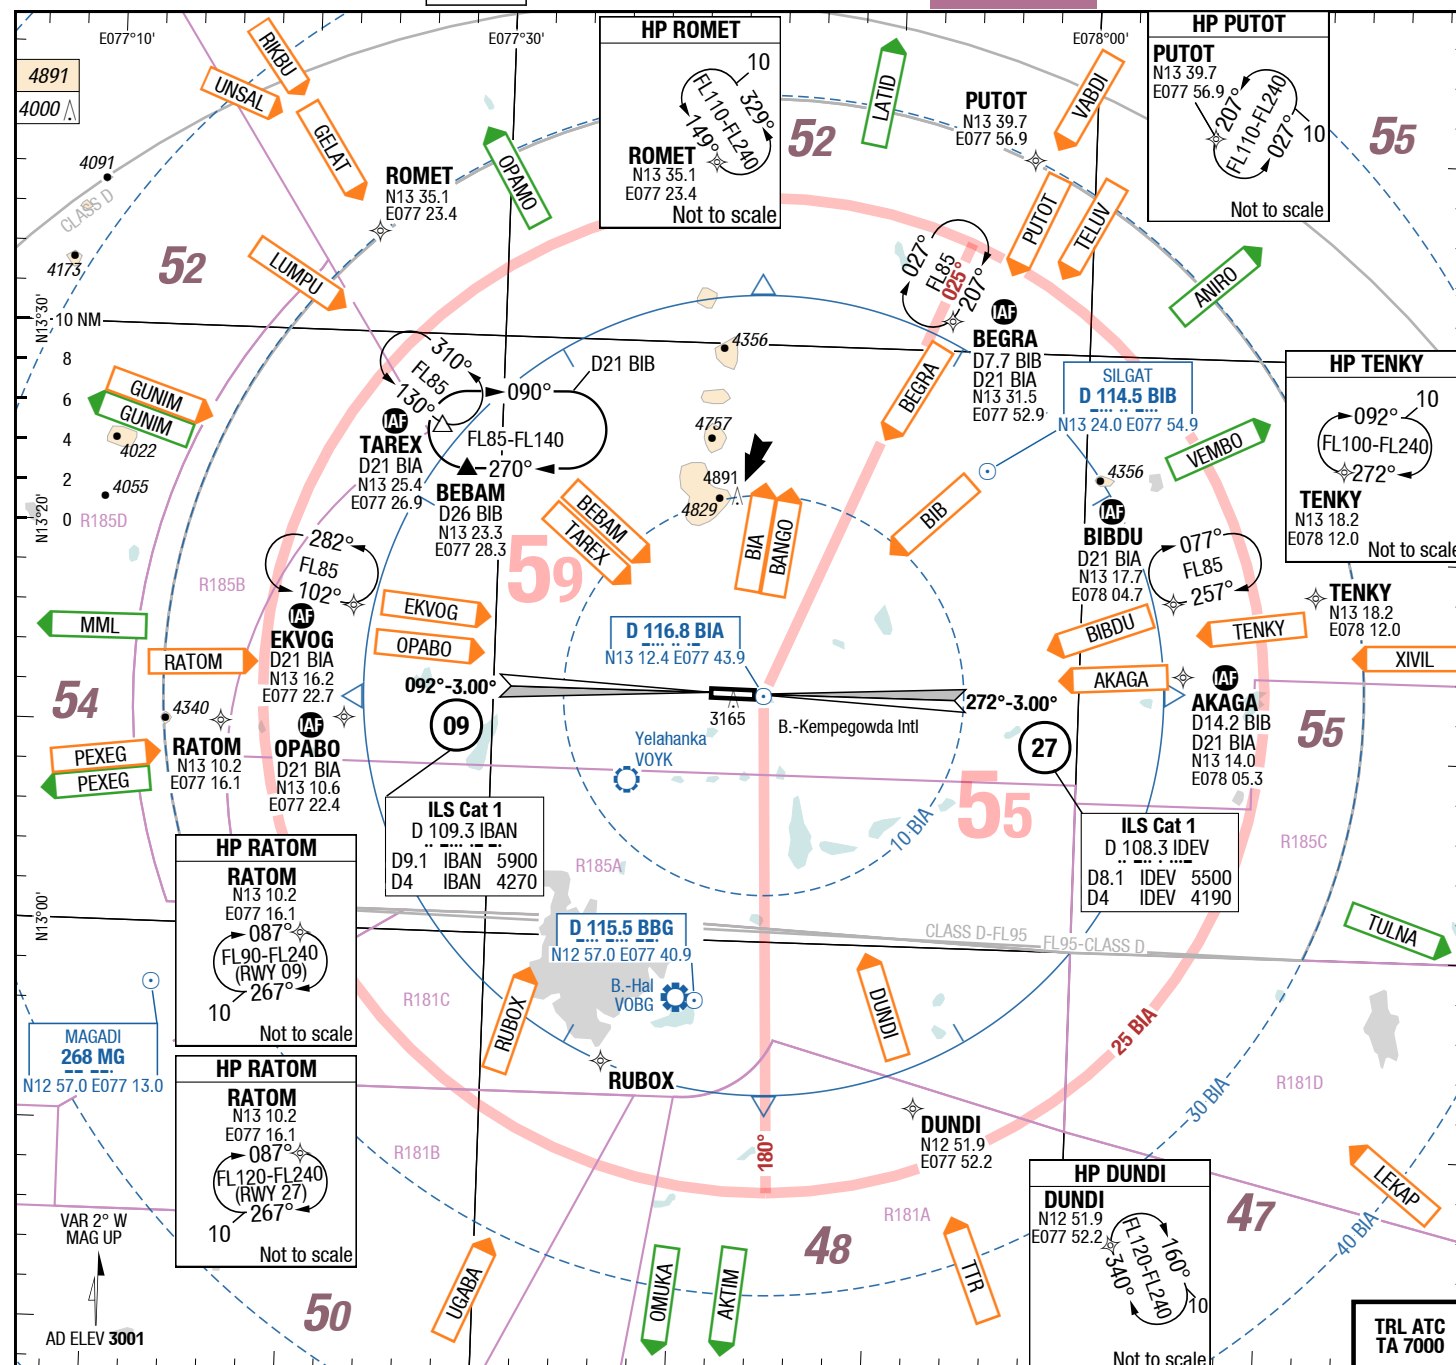 E077°10'
E077°30'
E078°00'
4891
4000
RIKBU
UNSAL
GELAT
4091
CLASS D
4173
52
LUMPU
ROMET
N13 35.1
E077 23.4
OPAMO
HP ROMET
10
329°
FL110-FL240
149°
ROMET
N13 35.1
E077 23.4
Not to scale
52
LATID
PUTOT
N13 39.7
E077 56.9
VABDI
PUTOT
TELUV
HP PUTOT
PUTOT
N13 39.7
E077 56.9
207°
FL110-FL240
027°
10
Not to scale
55
ANIRO
027°
FL85
025°
207°
IAF
BEGRA
D7.7 BIB
D21 BIA
N13 31.5
E077 52.9
BEGRA
N13°30'
10 NM
8
6
4
2
0
N13°20'
GUNIM
GUNIM
4022
4055
R185D
310°
FL85
130°
IAF
TAREX
D21 BIA
N13 25.4
E077 26.9
090°
D21 BIB
FL85-FL140
270°
BEBAM
D26 BIB
N13 23.3
E077 28.3
4356
4757
4891
4829
BEBAM
TAREX
BIA
BANGO
BIB
SILGAT
D 114.5 BIB
N13 24.0 E077 54.9
4356
VEMBO
HP TENKY
092°
10
FL100-FL240
272°
TENKY
N13 18.2
E078 12.0
Not to scale
IAF
BIBDU
D21 BIA
N13 17.7
E078 04.7
077°
FL85
257°
TENKY
N13 18.2
E078 12.0
BIBDU
TENKY
XIVIL
AKAGA
IAF
AKAGA
D14.2 BIB
D21 BIA
N13 14.0
E078 05.3
55
59
R185B
282°
FL85
102°
IAF
EKVOG
D21 BIA
N13 16.2
E077 22.7
EKVOG
OPABO
MML
RATOM
54
4340
RATOM
N13 10.2
E077 16.1
IAF
OPABO
D21 BIA
N13 10.6
E077 22.4
PEXEG
PEXEG
092°-3.00°
09
D 116.8 BIA
N13 12.4 E077 43.9
3165
B.-Kempegowda Intl
272°-3.00°
27
Yelahanka
VOYK
55
10 BIA
ILS Cat 1
D 109.3 IBAN
D9.1 IBAN 5900
D4 IBAN 4270
R185A
ILS Cat 1
D 108.3 IDEV
D8.1 IDEV 5500
D4 IDEV 4190
R185C
N13°00'
HP RATOM
RATOM
N13 10.2
E077 16.1
087°
FL90-FL240
(RWY 09)
267°
10
Not to scale
D 115.5 BBG
N12 57.0 E077 40.9
B.-Hal
VOBG
CLASS D-FL95
FL95-CLASS D
TULNA
R181C
RUBOX
DUNDI
MAGADI
268 MG
N12 57.0 E077 13.0
RUBOX
25 BIA
30 BIA
R181D
HP RATOM
RATOM
N13 10.2
E077 16.1
087°
FL120-FL240
(RWY 27)
267°
10
Not to scale
R181B
180°
DUNDI
N12 51.9
E077 52.2
R181A
48
HP DUNDI
DUNDI
N12 51.9
E077 52.2
160°
FL120-FL240
340°
10
Not to scale
47
LEKAP
40 BIA
VAR 2° W
MAG UP
AD ELEV 3001
50
UGABA
OMUKA
AKTIM
TTR
TRL ATC
TA 7000